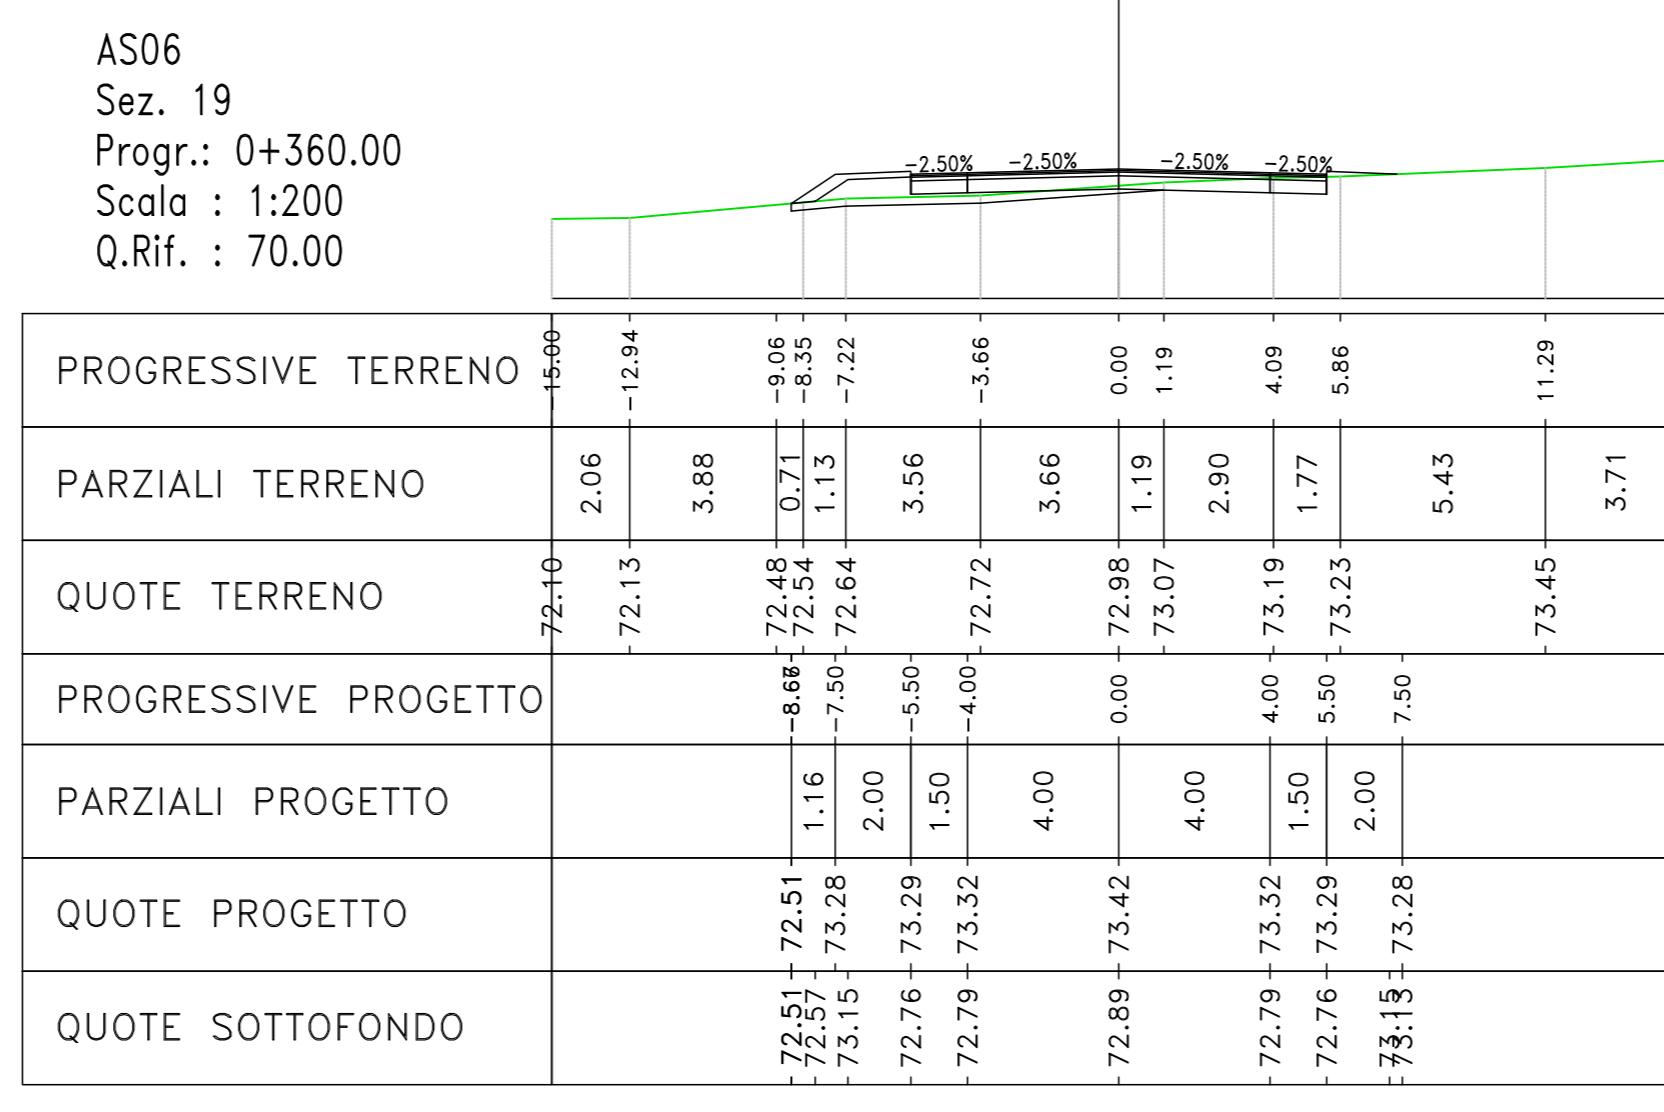 AS06
Sez. 19
Progr.: 0+360.00
Scala : 1:200
Q.Rif. : 70.00
-2.50% -2.50% -2.50% -2.50%
PROGRESSIVE TERRENO -15.00 -12.94 -9.06 -8.35 -7.22 -3.66 0.00 1.19 4.09 5.86 11.29
PARZIALI TERRENO 2.06 3.88 0.71 1.13 3.56 3.66 1.19 2.90 1.77 5.43 3.71
QUOTE TERRENO 72.10 72.13 72.48 72.54 72.64 72.72 72.98 73.07 73.19 73.23 73.45
PROGRESSIVE PROGETTO -7.50 -5.50 -4.00 0.00 4.00 5.50 7.50
PARZIALI PROGETTO 1.16 2.00 1.50 4.00 4.00 1.50 2.00
QUOTE PROGETTO 72.51 73.28 73.29 73.32 73.42 73.32 73.29 73.28
QUOTE SOTTOFONDO 72.51 72.57 73.15 72.76 72.79 72.89 72.79 72.76 73.15 73.13